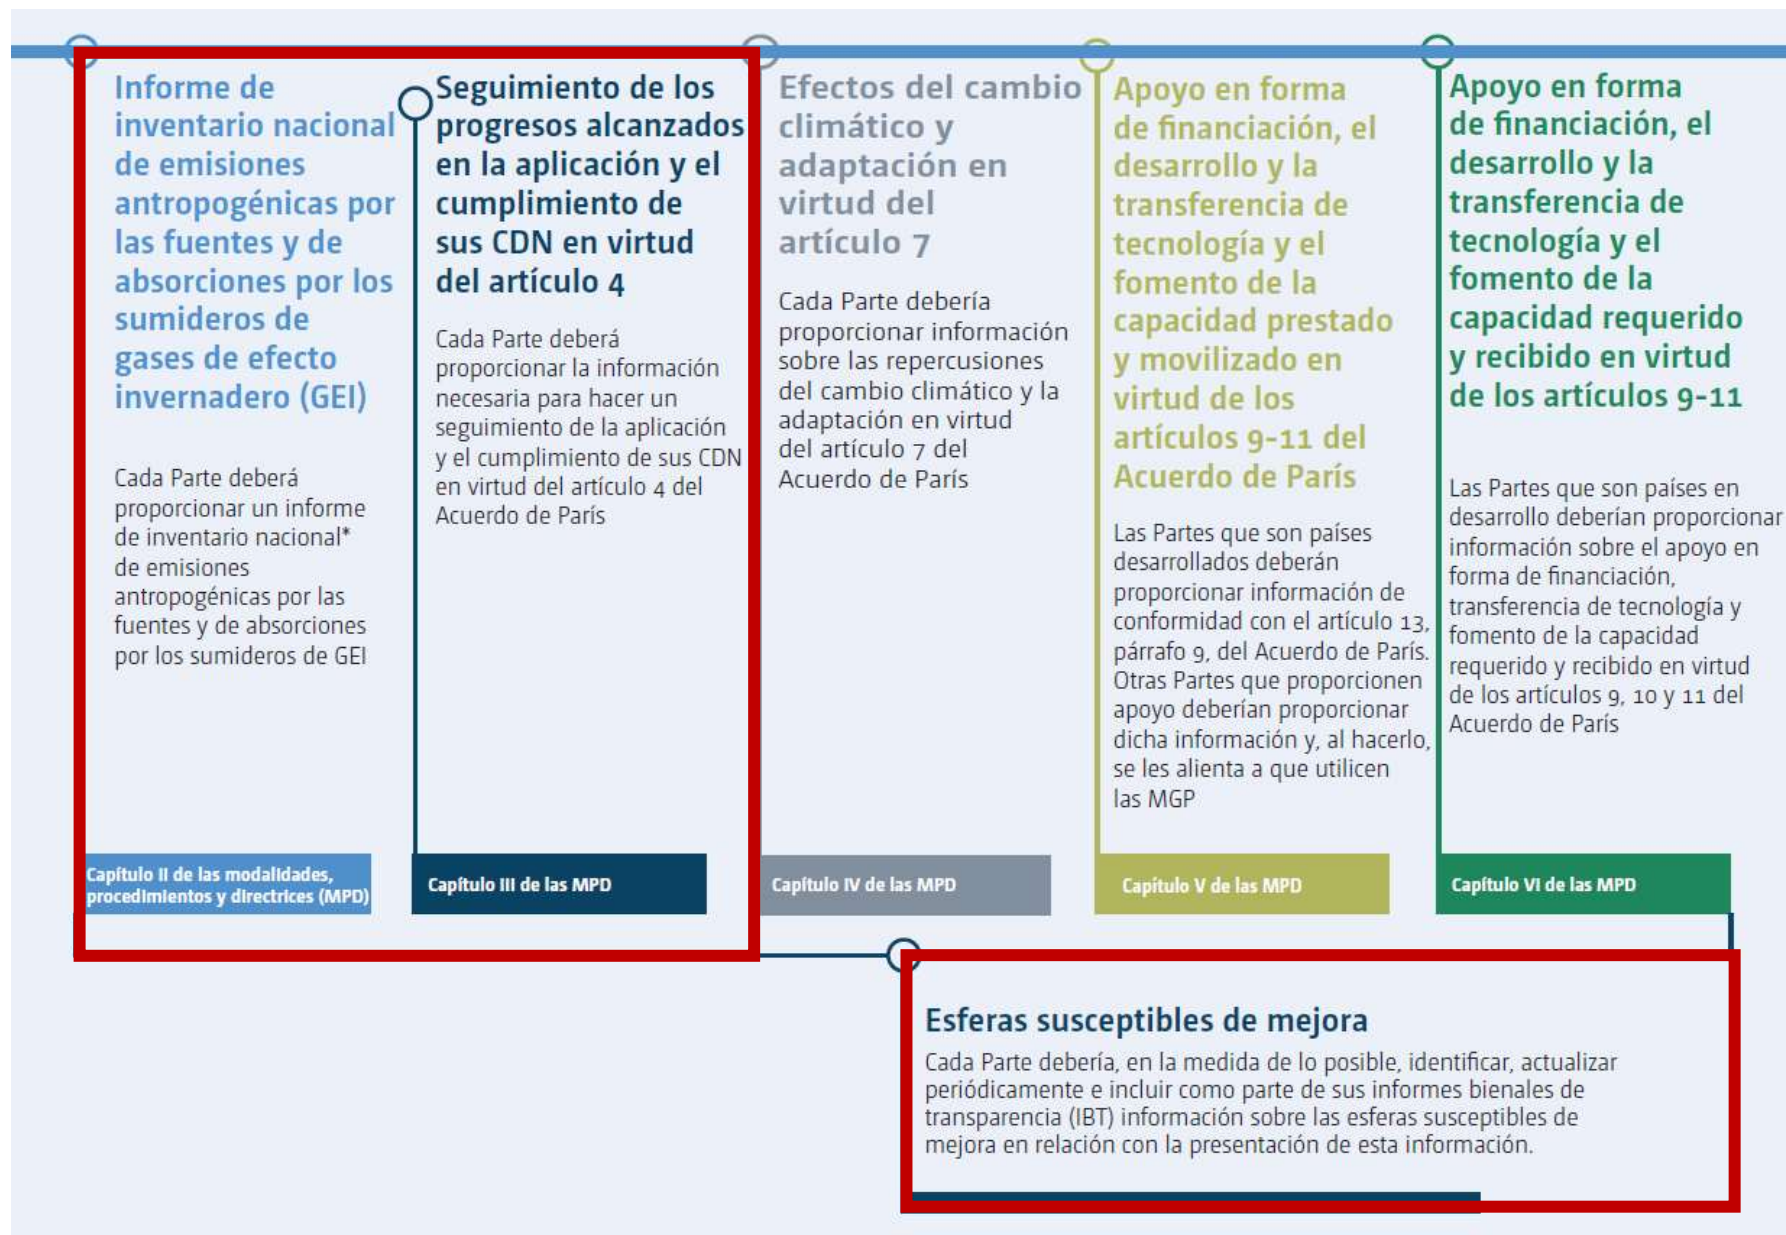 Informe de
inventario nacional
de emisiones
antropogénicas por
las fuentes y de
absorciones por los
sumideros de
gases de efecto
invernadero (GEI)
Cada Parte deberá
proporcionar un informe
de inventario nacional*
de emisiones
antropogénicas por las
fuentes y de absorciones
por los sumideros de GEI
Capítulo II de las modalidades,
procedimientos y directrices (MPD)
Seguimiento de los
progresos alcanzados
en la aplicación y el
cumplimiento de
sus CDN en virtud
del artículo 4
Cada Parte deberá
proporcionar la información
necesaria para hacer un
seguimiento de la aplicación
y el cumplimiento de sus CDN
en virtud del artículo 4 del
Acuerdo de París
Capítulo III de las MPD
Efectos del cambio
climático y
adaptación en
virtud del
artículo 7
Cada Parte debería
proporcionar información
sobre las repercusiones
del cambio climático y la
adaptación en virtud
del artículo 7 del
Acuerdo de París
Capítulo IV de las MPD
Apoyo en forma
de financiación, el
desarrollo y la
transferencia de
tecnología y el
fomento de la
capacidad prestado
y movilizado en
virtud de los
artículos 9-11 del
Acuerdo de París
Las Partes que son países
desarrollados deberán
proporcionar información de
conformidad con el artículo 13,
párrafo 9, del Acuerdo de París.
Otras Partes que proporcionen
apoyo deberían proporcionar
dicha información y, al hacerlo,
se les alienta a que utilicen
las MGP
Capítulo V de las MPD
Apoyo en forma
de financiación, el
desarrollo y la
transferencia de
tecnología y el
fomento de la
capacidad requerido
y recibido en virtud
de los artículos 9-11
Las Partes que son países en
desarrollo deberían proporcionar
información sobre el apoyo en
forma de financiación,
transferencia de tecnología y
fomento de la capacidad
requerido y recibido en virtud
de los artículos 9, 10 y 11 del
Acuerdo de París
Capítulo VI de las MPD
Esferas susceptibles de mejora
Cada Parte debería, en la medida de lo posible, identificar, actualizar
periódicamente e incluir como parte de sus informes bienales de
transparencia (IBT) información sobre las esferas susceptibles de
mejora en relación con la presentación de esta información.